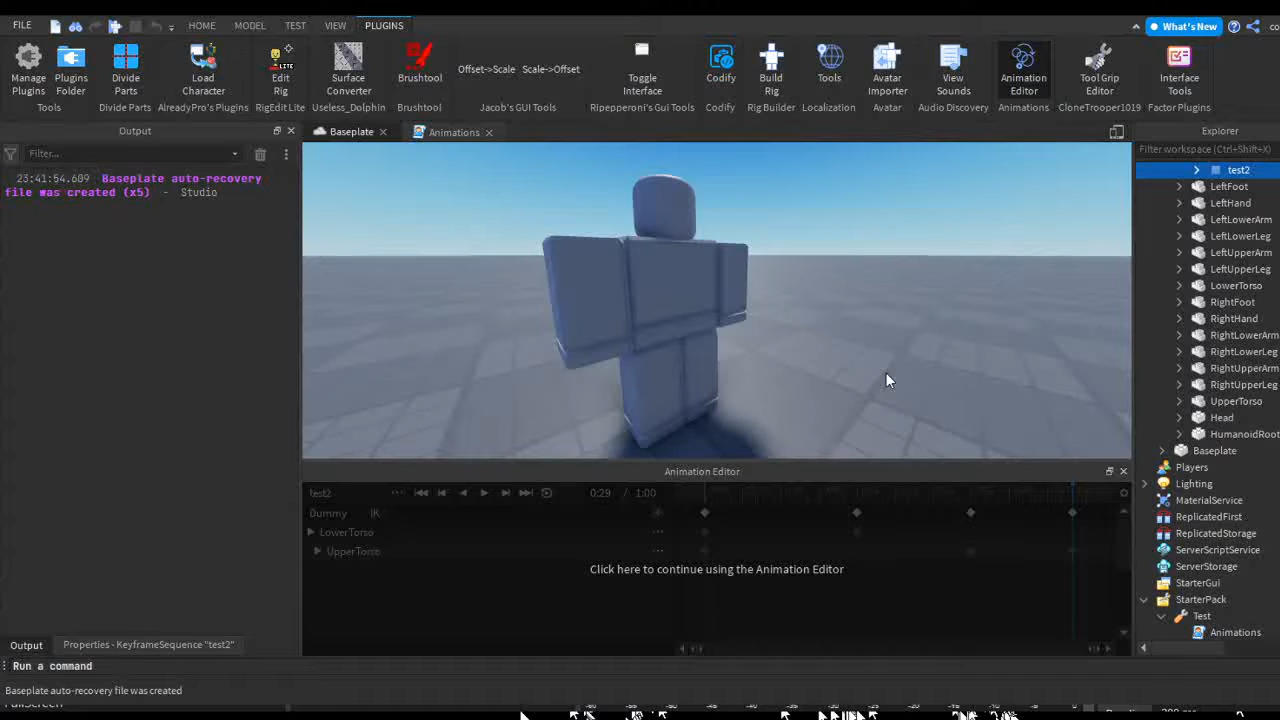 FILE HOME MODEL TEST VIEW PLUGINS What's New co
Manage Plugins Plugins Folder Divide Parts Load Character LITE Edit Rig Surface Converter Brushtool Offset->Scale Scale->Offset Toggle Interface Codify Build Rig Tools Avatar Importer View Sounds Animation Editor Tool Grip Editor Interface Tools
Tools Divide Parts AlreadyPro's Plugins RigEdit Lite Useless_Dolphin Brushtool Jacob's GUI Tools Ripepperoni's Gui Tools Codify Rig Builder Localization Avatar Audio Discovery Animations CloneTrooper1019 Factor Plugins
Output Baseplate Animations Explorer
Filter... Filter workspace (Ctrl+Shift+X)
23:41:54.609 Baseplate auto-recovery
file was created (x5) - Studio
test2
LeftFoot
LeftHand
LeftLowerArm
LeftLowerLeg
LeftUpperArm
LeftUpperLeg
LowerTorso
RightFoot
RightHand
RightLowerArm
RightLowerLeg
RightUpperArm
RightUpperLeg
UpperTorso
Head
HumanoidRoot
Baseplate
Players
Lighting
MaterialService
ReplicatedFirst
ReplicatedStorage
ServerScriptService
ServerStorage
StarterGui
StarterPack
Test
Animations
Animation Editor
test2 0:29 / 1:00
Dummy IK
LowerTorso
UpperTorso
Click here to continue using the Animation Editor
Output Properties - KeyframeSequence "test2"
Run a command
Baseplate auto-recovery file was created